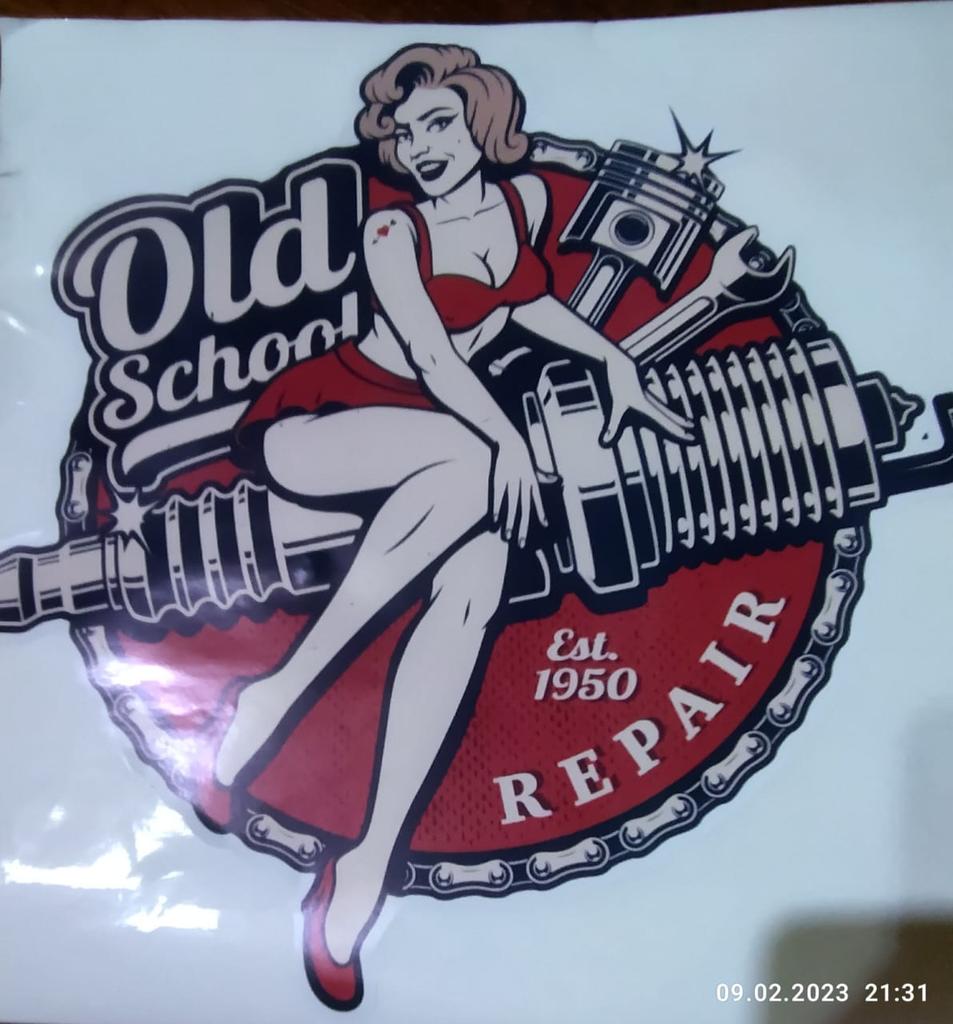 Old
School
Est.
1950
REPAIR
09.02.2023 21:31